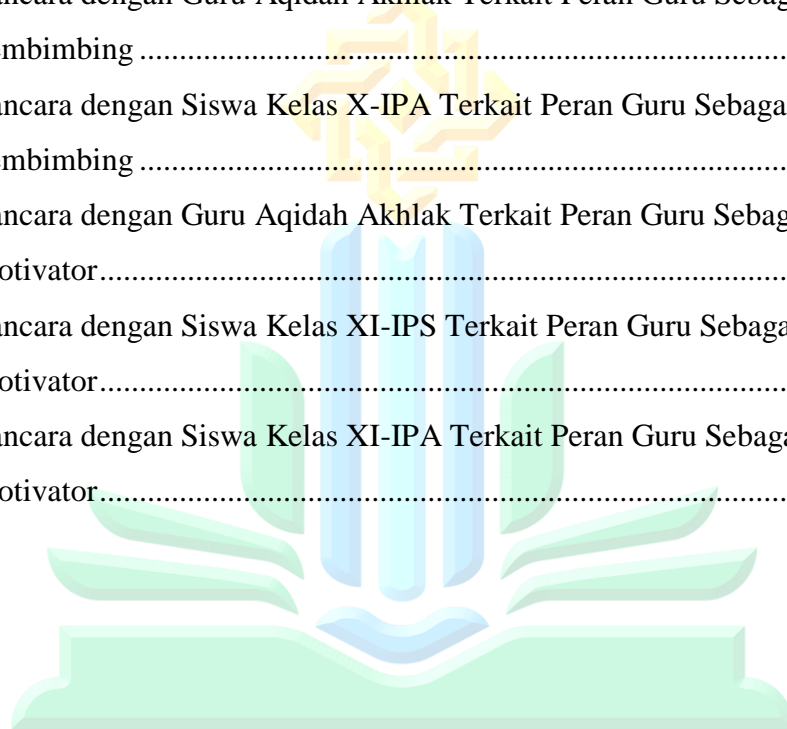 ancara dengan Guru Aqidah Akhlak Terkait Peran Guru Sebag
embimbing ...........................................................................................
ancara dengan Siswa Kelas X-IPA Terkait Peran Guru Sebaga
embimbing ...........................................................................................
ancara dengan Guru Aqidah Akhlak Terkait Peran Guru Sebag
otivator..................................................................................................
ancara dengan Siswa Kelas XI-IPS Terkait Peran Guru Sebaga
otivator..................................................................................................
ancara dengan Siswa Kelas XI-IPA Terkait Peran Guru Sebaga
otivator..................................................................................................